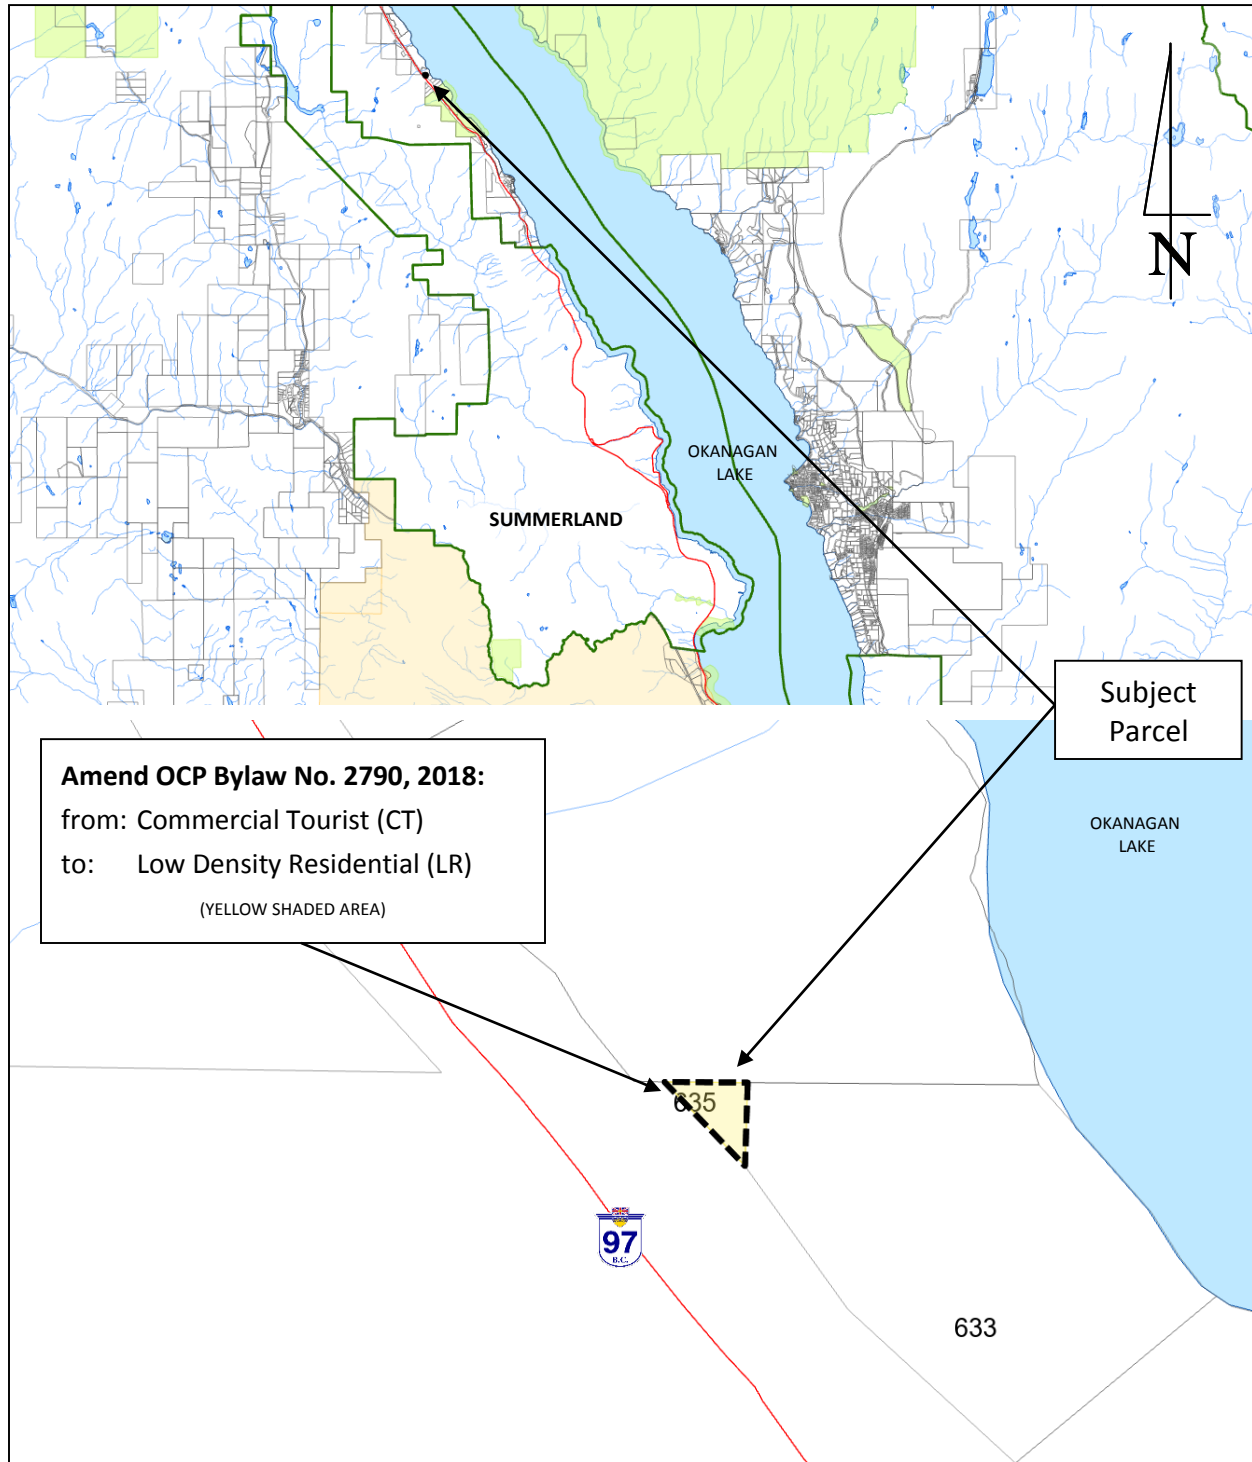 N
OKANAGAN
LAKE
SUMMERLAND
Subject
Parcel
Amend OCP Bylaw No. 2790, 2018:
from: Commercial Tourist (CT)
to: Low Density Residential (LR)
(YELLOW SHADED AREA)
OKANAGAN
LAKE
635
97
B.C.
633